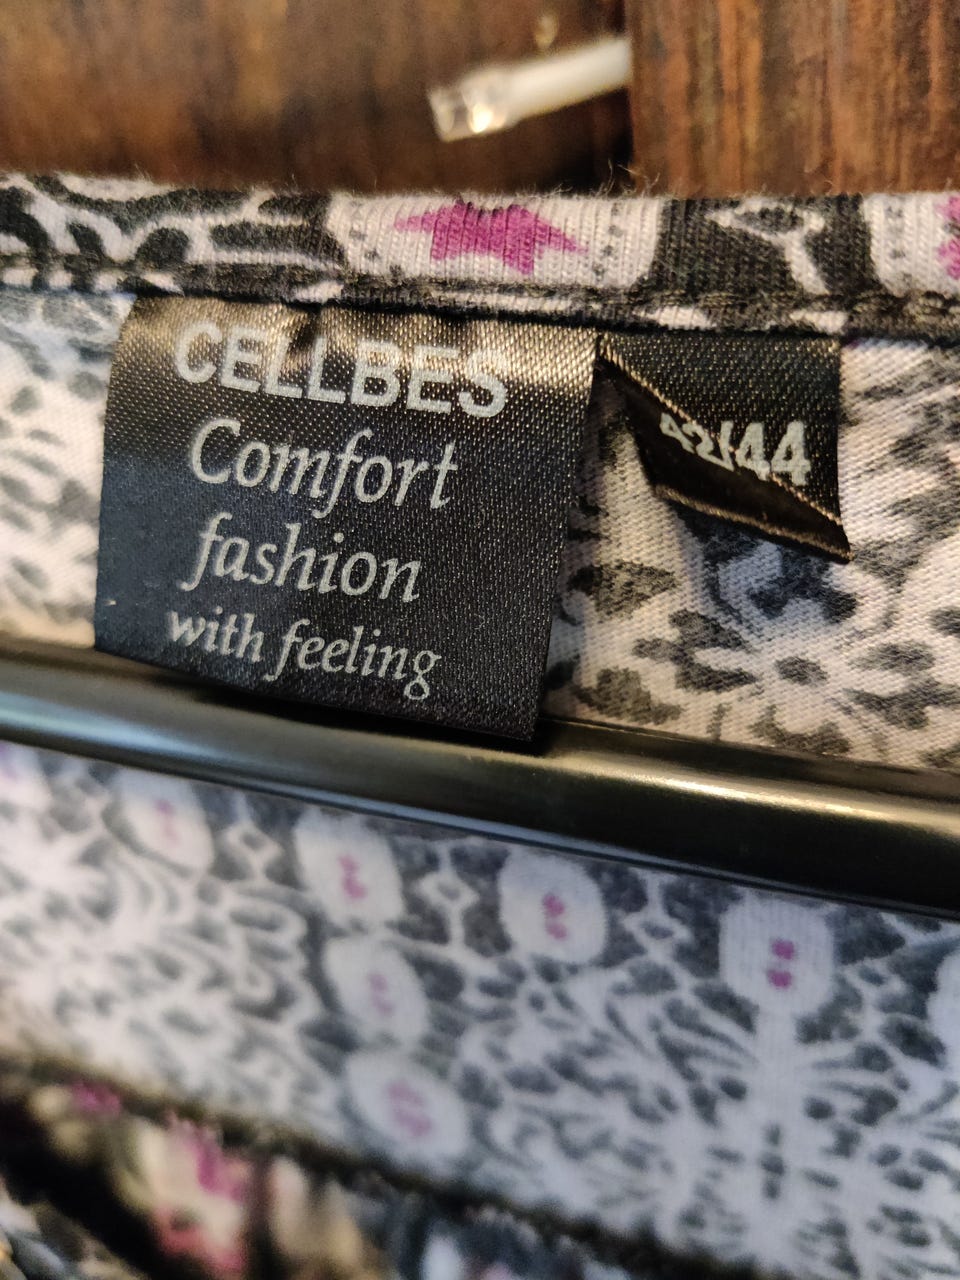 CELLBES
Comfort
fashion
with feeling
42/44